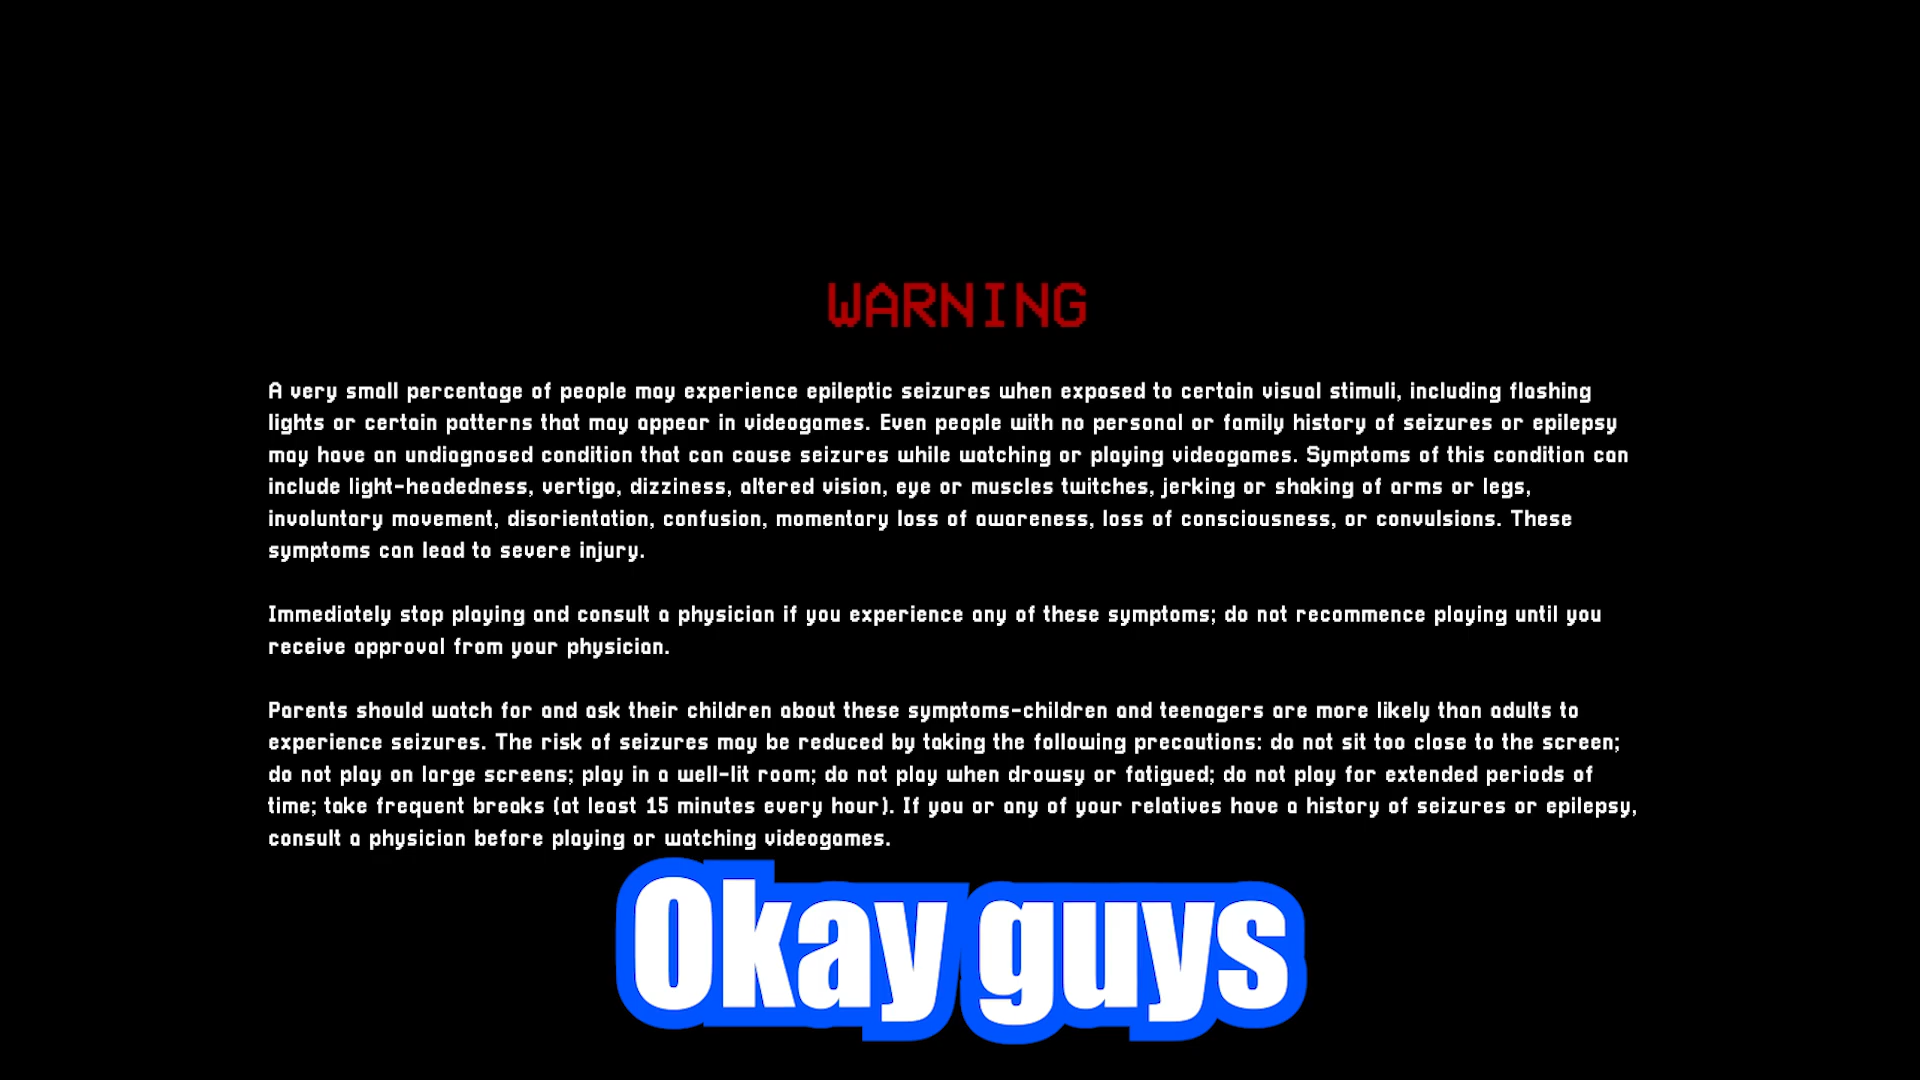 WARNING
A very small percentage of people may experience epileptic seizures when exposed to certain visual stimuli, including flashing
lights or certain patterns that may appear in videogames. Even people with no personal or family history of seizures or epilepsy
may have an undiagnosed condition that can cause seizures while watching or playing videogames. Symptoms of this condition can
include light-headedness, vertigo, dizziness, altered vision, eye or muscles twitches, jerking or shaking of arms or legs,
involuntary movement, disorientation, confusion, momentary loss of awareness, loss of consciousness, or convulsions. These
symptoms can lead to severe injury.
Immediately stop playing and consult a physician if you experience any of these symptoms; do not recommence playing until you
receive approval from your physician.
Parents should watch for and ask their children about these symptoms-children and teenagers are more likely than adults to
experience seizures. The risk of seizures may be reduced by taking the following precautions: do not sit too close to the screen;
do not play on large screens; play in a well-lit room; do not play when drowsy or fatigued; do not play for extended periods of
time; take frequent breaks (at least 15 minutes every hour). If you or any of your relatives have a history of seizures or epilepsy,
consult a physician before playing or watching videogames.
Okay guys